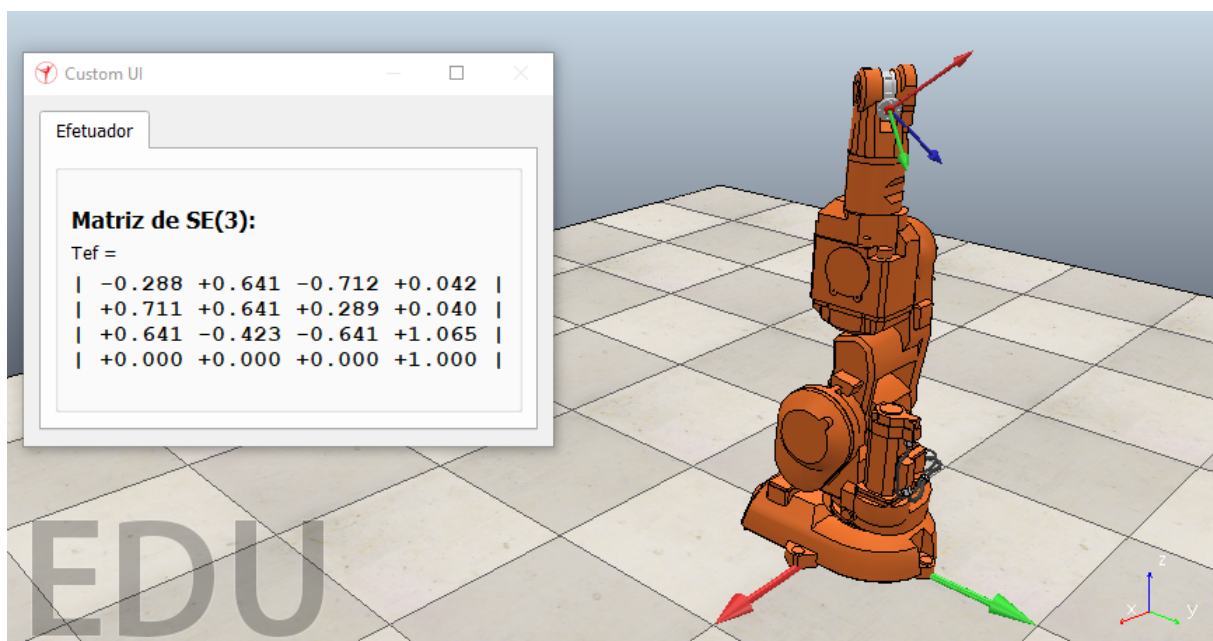 Custom UI
Efetuador
Matriz de SE(3):
Tef =
| -0.288 +0.641 -0.712 +0.042 |
| +0.711 +0.641 +0.289 +0.040 |
| +0.641 -0.423 -0.641 +1.065 |
| +0.000 +0.000 +0.000 +1.000 |
EDU
z
x y